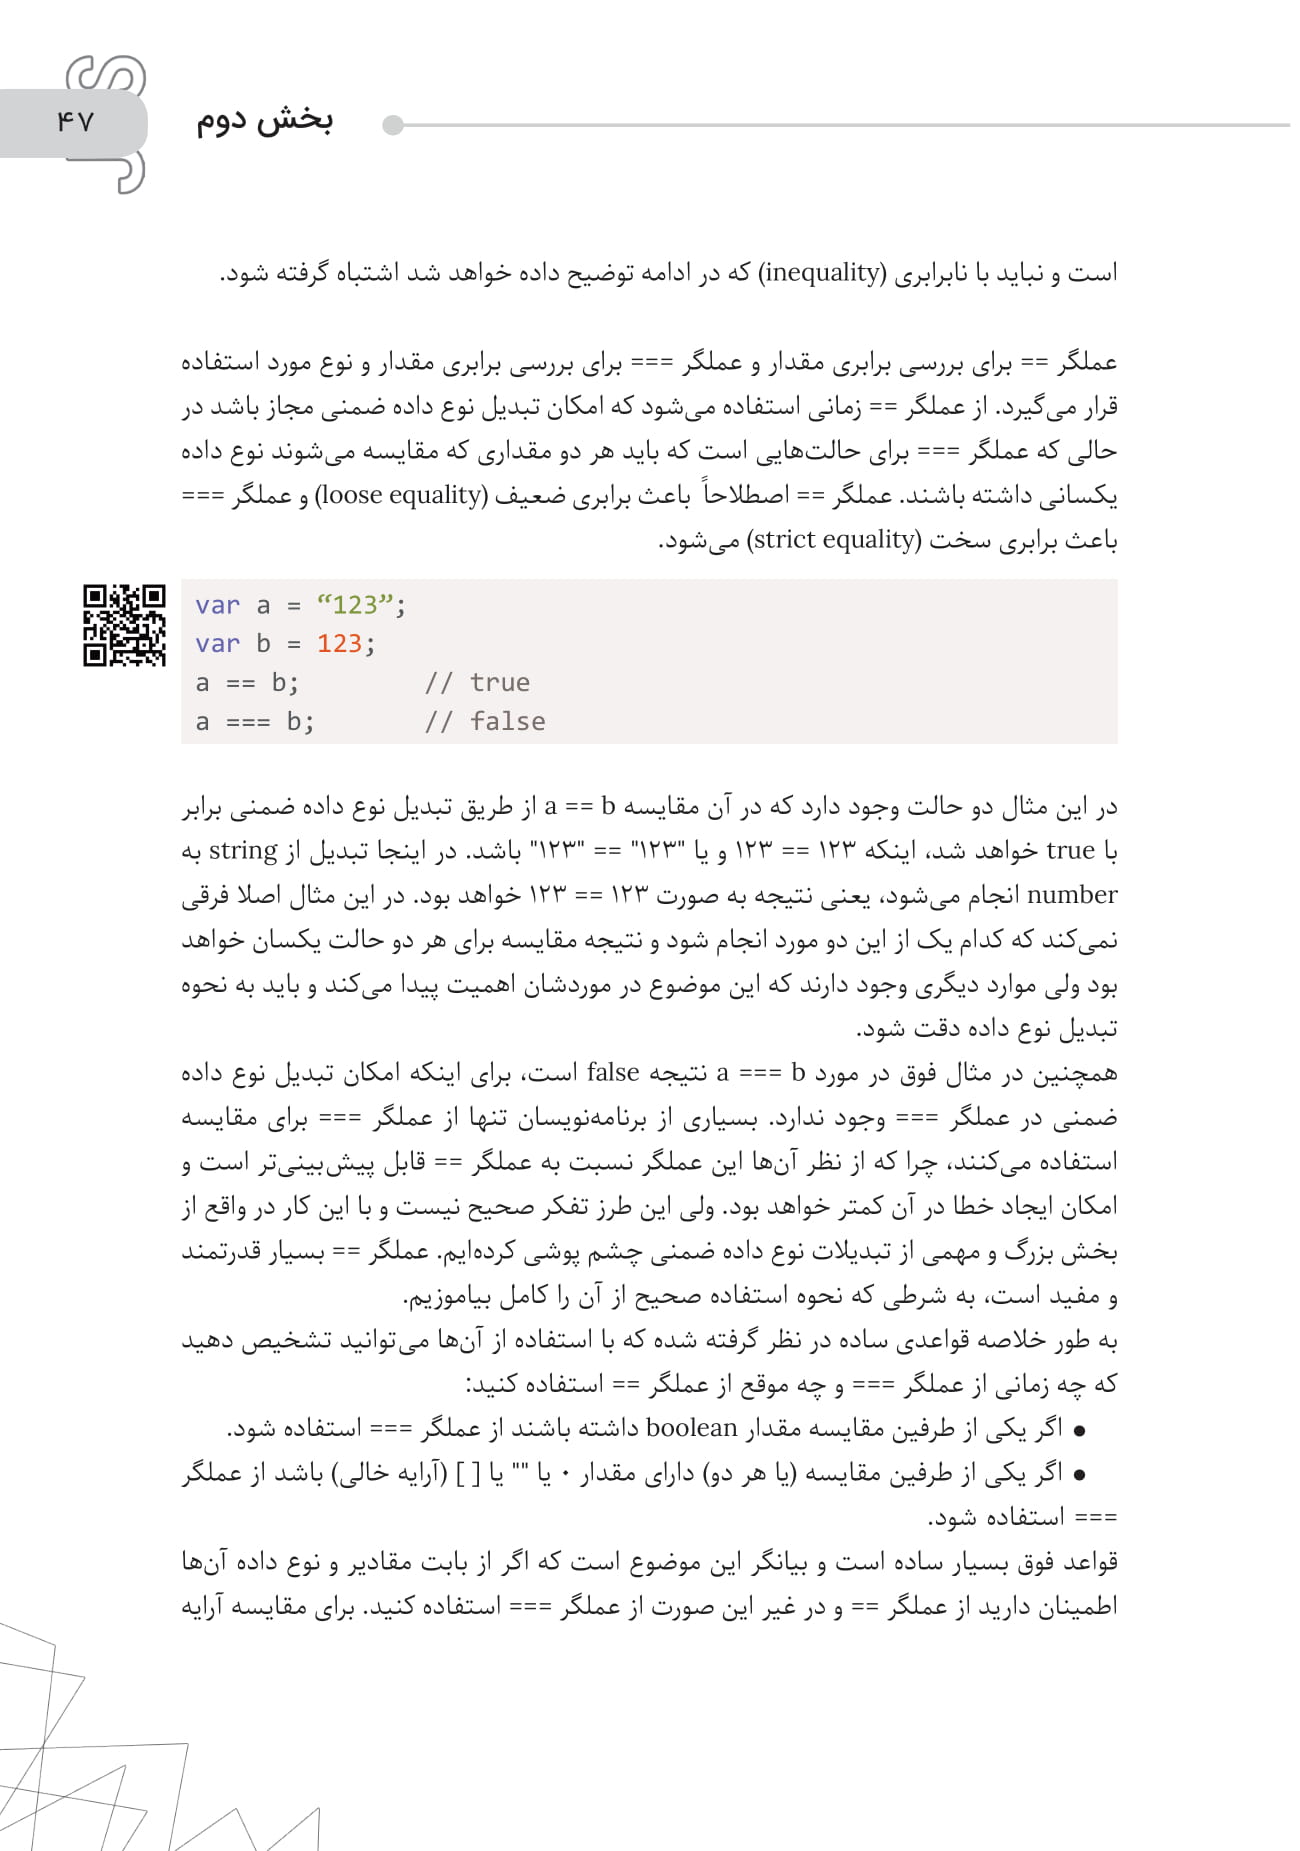 ۴۷
بخش دوم
است و نباید با نابرابری (inequality) که در ادامه توضیح داده خواهد شد اشتباه گرفته شود.
عملگر == برای بررسی برابری مقدار و عملگر === برای بررسی برابری مقدار و نوع مورد استفاده
قرار می‌گیرد. از عملگر == زمانی استفاده می‌شود که امکان تبدیل نوع داده ضمنی مجاز باشد در
حالی که عملگر === برای حالت‌هایی است که باید هر دو مقداری که مقایسه می‌شوند نوع داده
یکسانی داشته باشند. عملگر == اصطلاحاً باعث برابری ضعیف (loose equality) و عملگر ===
باعث برابری سخت (strict equality) می‌شود.
var a = “123”;
var b = 123;
a == b; // true
a === b; // false
در این مثال دو حالت وجود دارد که در آن مقایسه a == b از طریق تبدیل نوع داده ضمنی برابر
با true خواهد شد، اینکه ۱۲۳ == ۱۲۳ و یا "۱۲۳" == "۱۲۳" باشد. در اینجا تبدیل از string به
number انجام می‌شود، یعنی نتیجه به صورت ۱۲۳ == ۱۲۳ خواهد بود. در این مثال اصلا فرقی
نمی‌کند که کدام یک از این دو مورد انجام شود و نتیجه مقایسه برای هر دو حالت یکسان خواهد
بود ولی موارد دیگری وجود دارند که این موضوع در موردشان اهمیت پیدا می‌کند و باید به نحوه
تبدیل نوع داده دقت شود.
همچنین در مثال فوق در مورد a === b نتیجه false است، برای اینکه امکان تبدیل نوع داده
ضمنی در عملگر === وجود ندارد. بسیاری از برنامه‌نویسان تنها از عملگر === برای مقایسه
استفاده می‌کنند، چرا که از نظر آن‌ها این عملگر نسبت به عملگر == قابل پیش‌بینی‌تر است و
امکان ایجاد خطا در آن کمتر خواهد بود. ولی این طرز تفکر صحیح نیست و با این کار در واقع از
بخش بزرگ و مهمی از تبدیلات نوع داده ضمنی چشم پوشی کرده‌ایم. عملگر == بسیار قدرتمند
و مفید است، به شرطی که نحوه استفاده صحیح از آن را کامل بیاموزیم.
به طور خلاصه قواعدی ساده در نظر گرفته شده که با استفاده از آن‌ها می‌توانید تشخیص دهید
که چه زمانی از عملگر === و چه موقع از عملگر == استفاده کنید:
● اگر یکی از طرفین مقایسه مقدار boolean داشته باشند از عملگر === استفاده شود.
● اگر یکی از طرفین مقایسه (یا هر دو) دارای مقدار ۰ یا "" یا [ ] (آرایه خالی) باشد از عملگر
=== استفاده شود.
قواعد فوق بسیار ساده است و بیانگر این موضوع است که اگر از بابت مقادیر و نوع داده آن‌ها
اطمینان دارید از عملگر == و در غیر این صورت از عملگر === استفاده کنید. برای مقایسه آرایه